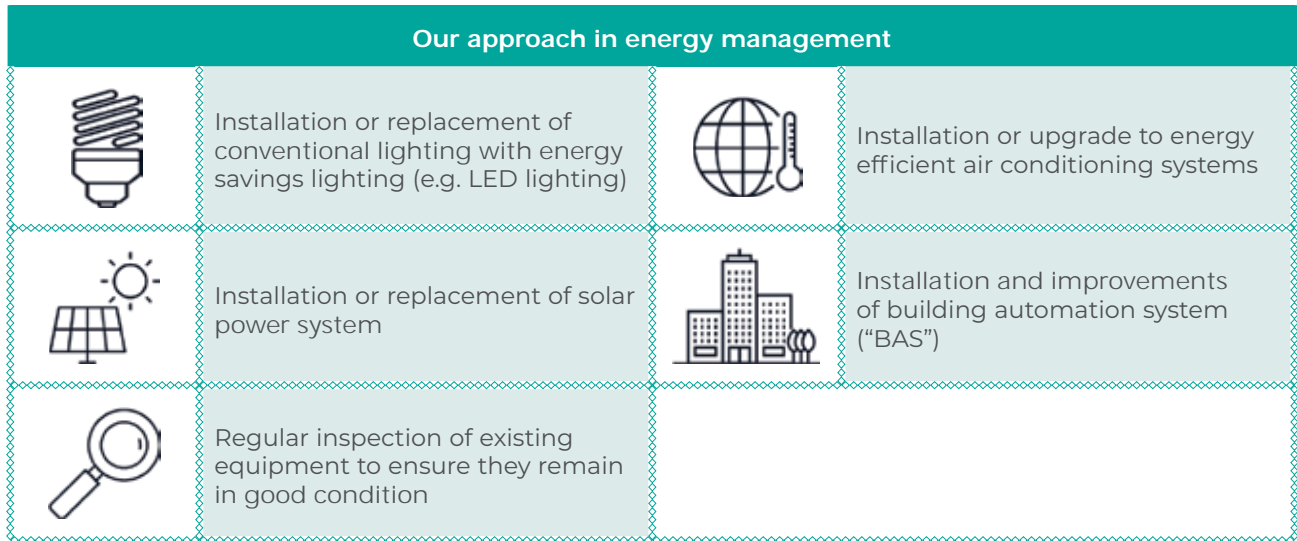 Our approach in energy management
Installation or replacement of
conventional lighting with energy
savings lighting (e.g. LED lighting)
Installation or upgrade to energy
efficient air conditioning systems
Installation or replacement of solar
power system
Installation and improvements
of building automation system
(“BAS”)
Regular inspection of existing
equipment to ensure they remain
in good condition